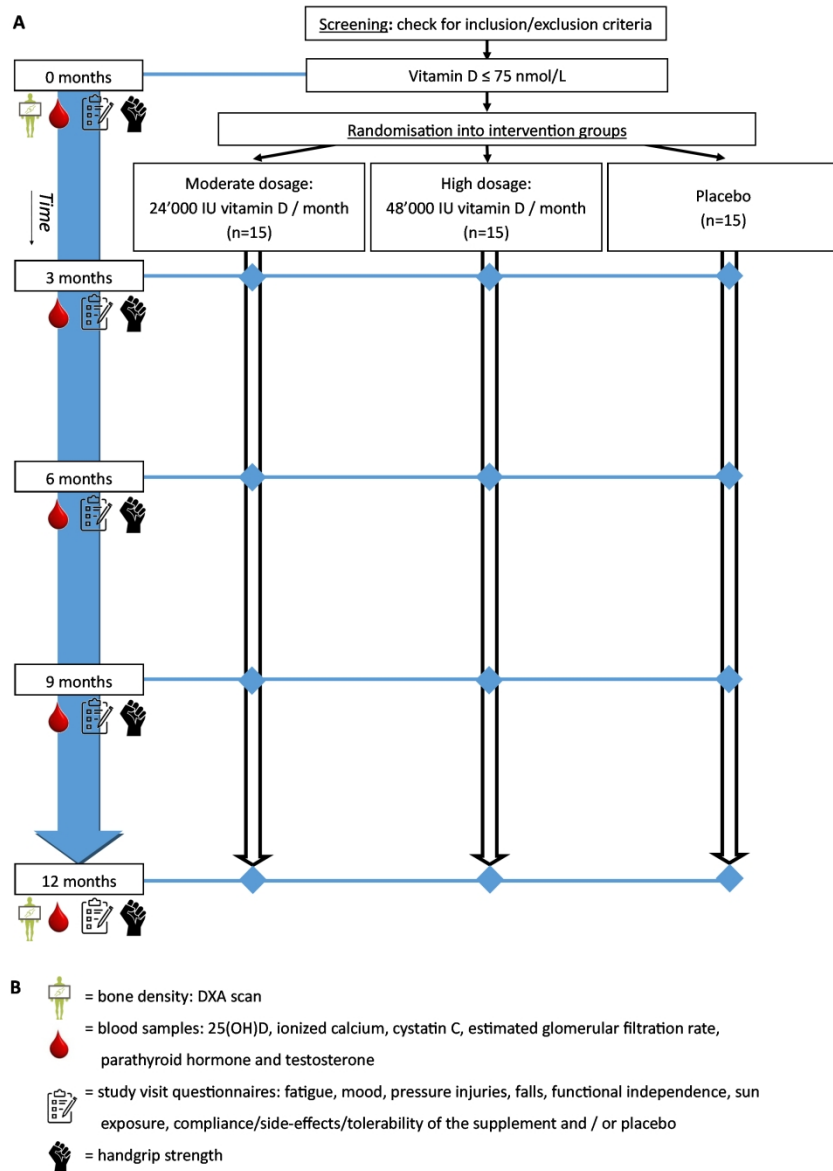 A
Screening: check for inclusion/exclusion criteria
0 months
Vitamin D ≤ 75 nmol/L
Randomisation into intervention groups
Moderate dosage:
24’000 IU vitamin D / month
(n=15)
High dosage:
48’000 IU vitamin D / month
(n=15)
Placebo
(n=15)
Time
3 months
6 months
9 months
12 months
B
= bone density: DXA scan
= blood samples: 25(OH)D, ionized calcium, cystatin C, estimated glomerular filtration rate,
parathyroid hormone and testosterone
= study visit questionnaires: fatigue, mood, pressure injuries, falls, functional independence, sun
exposure, compliance/side-effects/tolerability of the supplement and / or placebo
= handgrip strength